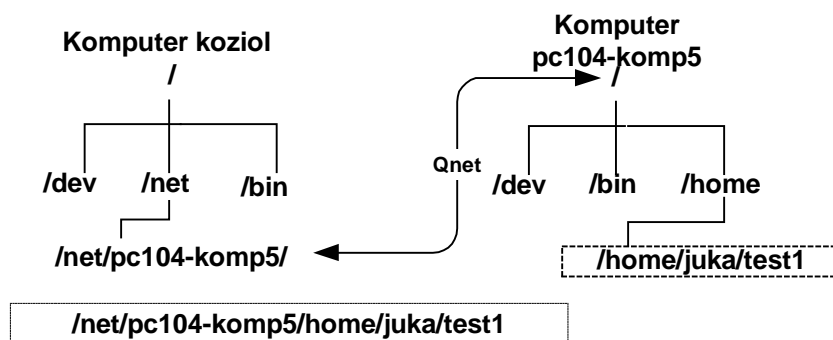 Komputer koziol
/
/dev /net /bin
/net/pc104-komp5/
Qnet
Komputer
pc104-komp5
/
/dev /bin /home
/home/juka/test1
/net/pc104-komp5/home/juka/test1